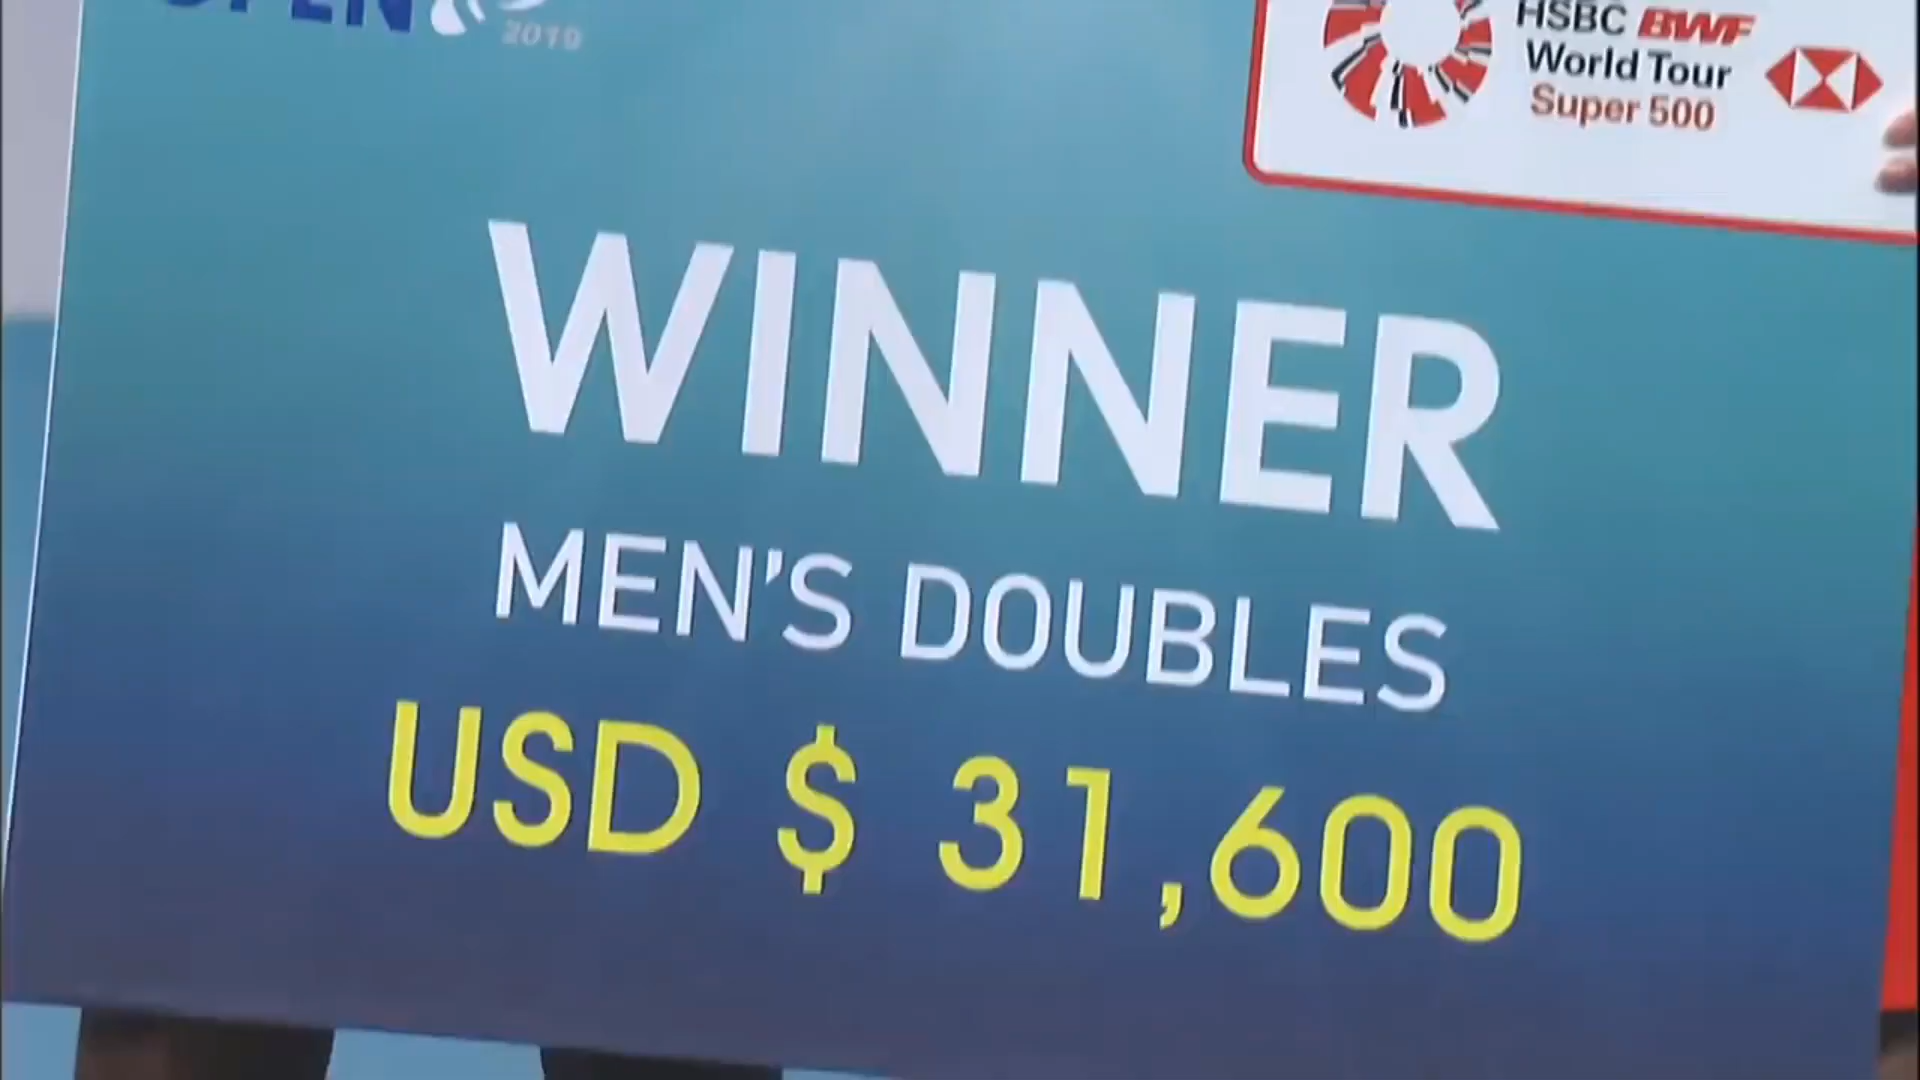 OPEN
2019
HSBC BWF
World Tour
Super 500
WINNER
MEN'S DOUBLES
USD $ 31,600